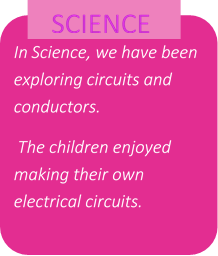 SCIENCE
In Science, we have been
exploring circuits and
conductors.
The children enjoyed
making their own
electrical circuits.